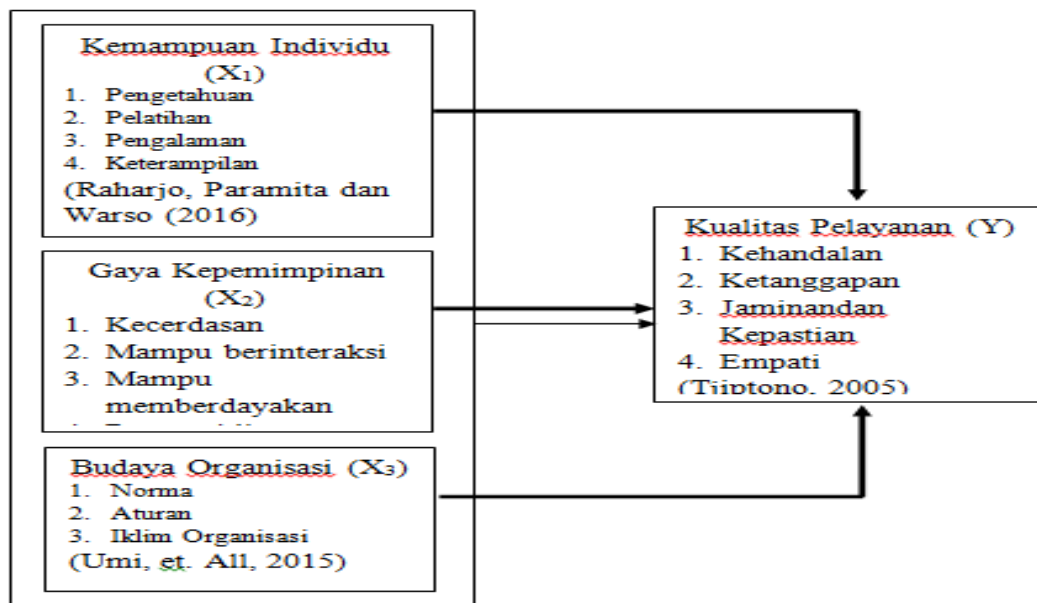 Kemampuan Individu
(X₁)
1. Pengetahuan
2. Pelatihan
3. Pengalaman
4. Keterampilan
(Raharjo, Paramita dan
Warso (2016)
Gaya Kepemimpinan
(X₂)
1. Kecerdasan
2. Mampu berinteraksi
3. Mampu
memberdayakan
Budaya Organisasi (X₃)
1. Norma
2. Aturan
3. Iklim Organisasi
(Umi, et. All, 2015)
Kualitas Pelayanan (Y)
1. Kehandalan
2. Ketanggapan
3. Jaminandan
Kepastian
4. Empati
(Tjiptono, 2005)